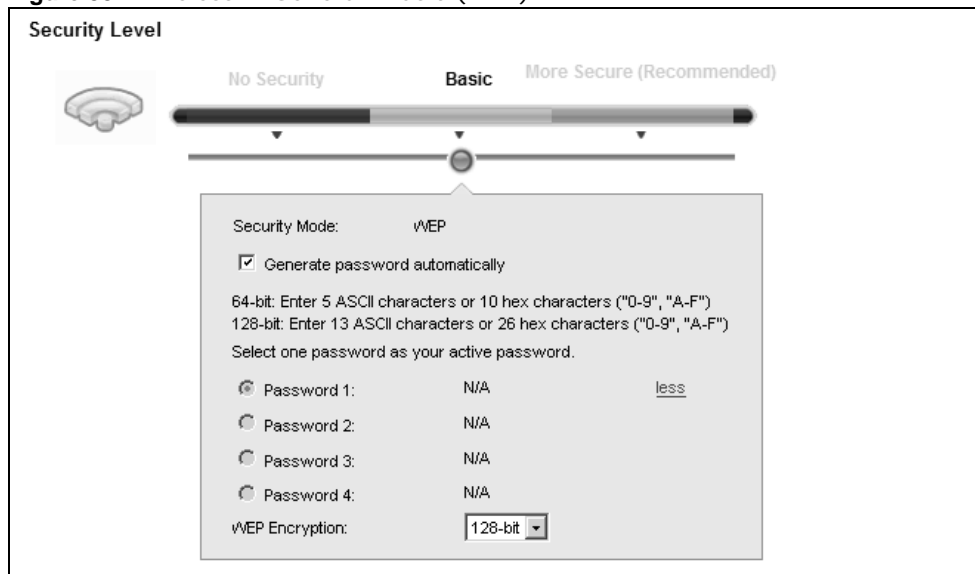 Security Level
No Security Basic More Secure (Recommended)
Security Mode: WEP
Generate password automatically
64-bit: Enter 5 ASCII characters or 10 hex characters ("0-9", "A-F")
128-bit: Enter 13 ASCII characters or 26 hex characters ("0-9", "A-F")
Select one password as your active password.
Password 1: N/A less
Password 2: N/A
Password 3: N/A
Password 4: N/A
WEP Encryption: 128-bit